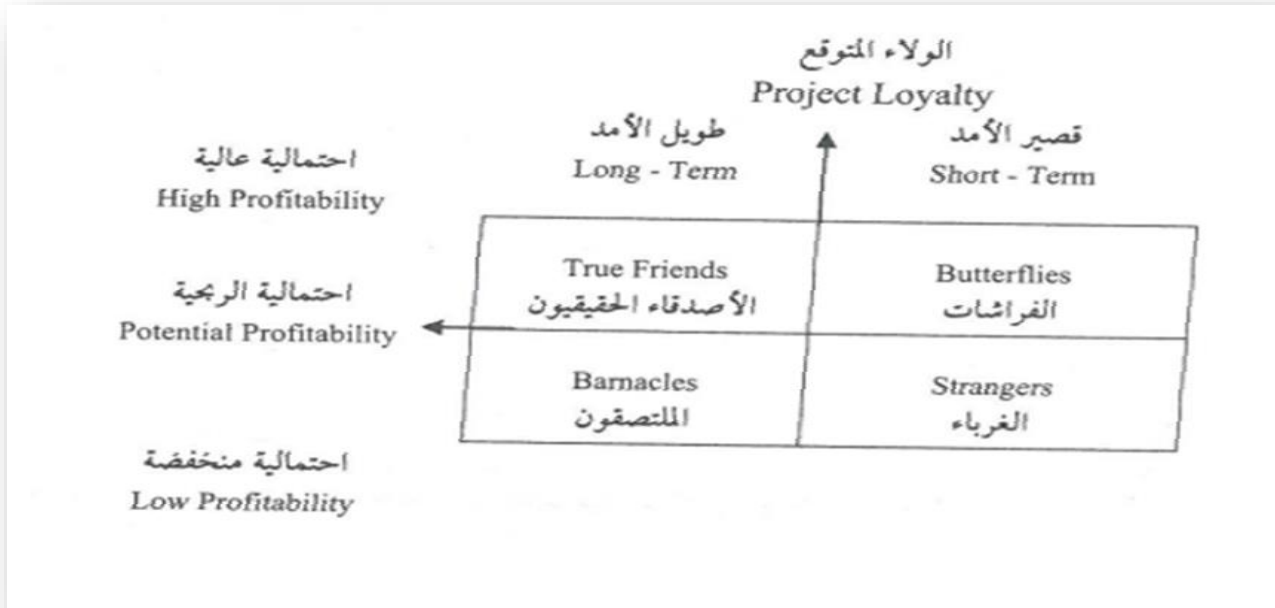 الولاء المتوقع
Project Loyalty
طويل الأمد
Long - Term
قصير الأمد
Short - Term
احتمالية عالية
High Profitability
True Friends
الأصدقاء الحقيقيون
Butterflies
الفراشات
احتمالية الربحية
Potential Profitability
Barnacles
الملتصقون
Strangers
الغرباء
احتمالية منخفضة
Low Profitability